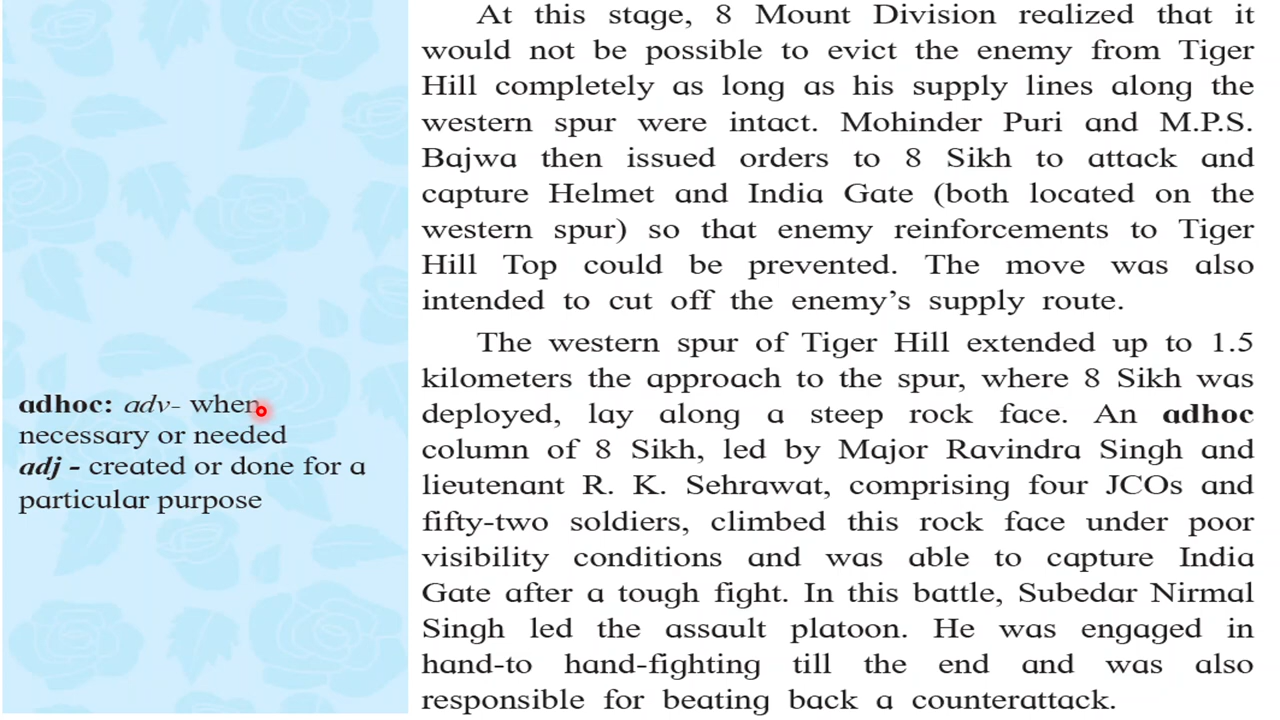 At this stage, 8 Mount Division realized that it
would not be possible to evict the enemy from Tiger
Hill completely as long as his supply lines along the
western spur were intact. Mohinder Puri and M.P.S.
Bajwa then issued orders to 8 Sikh to attack and
capture Helmet and India Gate (both located on the
western spur) so that enemy reinforcements to Tiger
Hill Top could be prevented. The move was also
intended to cut off the enemy’s supply route.
The western spur of Tiger Hill extended up to 1.5
kilometers the approach to the spur, where 8 Sikh was
deployed, lay along a steep rock face. An adhoc
column of 8 Sikh, led by Major Ravindra Singh and
lieutenant R. K. Sehrawat, comprising four JCOs and
fifty-two soldiers, climbed this rock face under poor
visibility conditions and was able to capture India
Gate after a tough fight. In this battle, Subedar Nirmal
Singh led the assault platoon. He was engaged in
hand-to hand-fighting till the end and was also
responsible for beating back a counterattack.
adhoc: adv- when
necessary or needed
adj - created or done for a
particular purpose